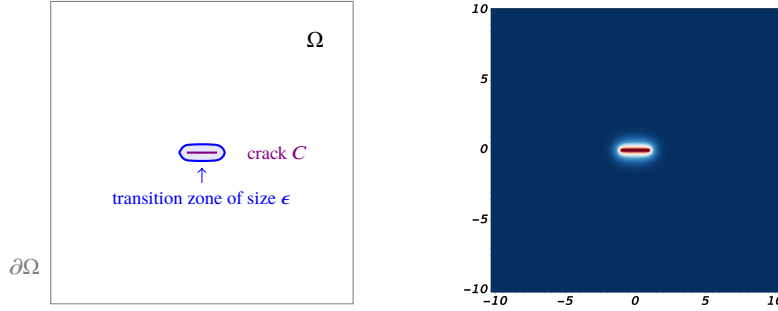 Ω
crack C
↑
transition zone of size ϵ
∂Ω
10
5
0
−5
−10
−10 −5 0 5 10